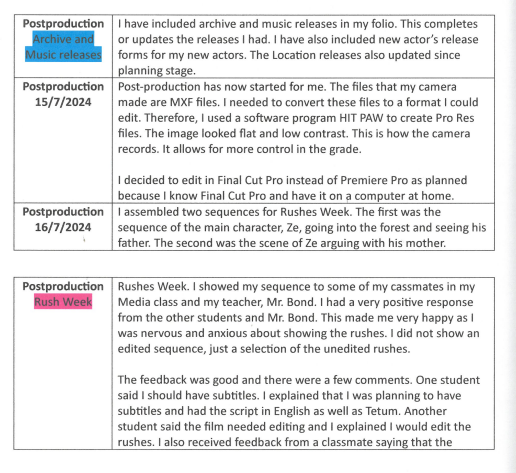 Postproduction
Archive and
Music releases
I have included archive and music releases in my folio. This completes
or updates the releases I had. I have also included new actor's release
forms for my new actors. The Location releases also updated since
planning stage.
Postproduction
15/7/2024
Post-production has now started for me. The files that my camera
made are MXF files. I needed to convert these files to a format I could
edit. Therefore, I used a software program HIT PAW to create Pro Res
files. The image looked flat and low contrast. This is how the camera
records. It allows for more control in the grade.
I decided to edit in Final Cut Pro instead of Premiere Pro as planned
because I know Final Cut Pro and have it on a computer at home.
Postproduction
16/7/2024
I assembled two sequences for Rushes Week. The first was the
sequence of the main character, Ze, going into the forest and seeing his
father. The second was the scene of Ze arguing with his mother.
Postproduction
Rush Week
Rushes Week. I showed my sequence to some of my cassmates in my
Media class and my teacher, Mr. Bond. I had a very positive response
from the other students and Mr. Bond. This made me very happy as I
was nervous and anxious about showing the rushes. I did not show an
edited sequence, just a selection of the unedited rushes.
The feedback was good and there were a few comments. One student
said I should have subtitles. I explained that I was planning to have
subtitles and had the script in English as well as Tetum. Another
student said the film needed editing and I explained I would edit the
rushes. I also received feedback from a classmate saying that the